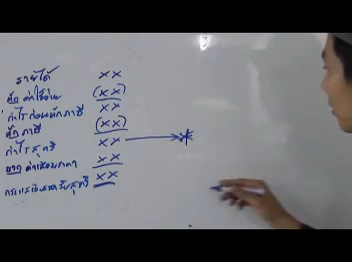 รายได้ xx
หัก ค่าใช้จ่าย (xx)
กำไรก่อนหักภาษี xx
หัก ภาษี (xx)
กำไรสุทธิ xx
บวก ค่าเสื่อมราคา xx
กระแสเงินสดรับสุทธิ xx